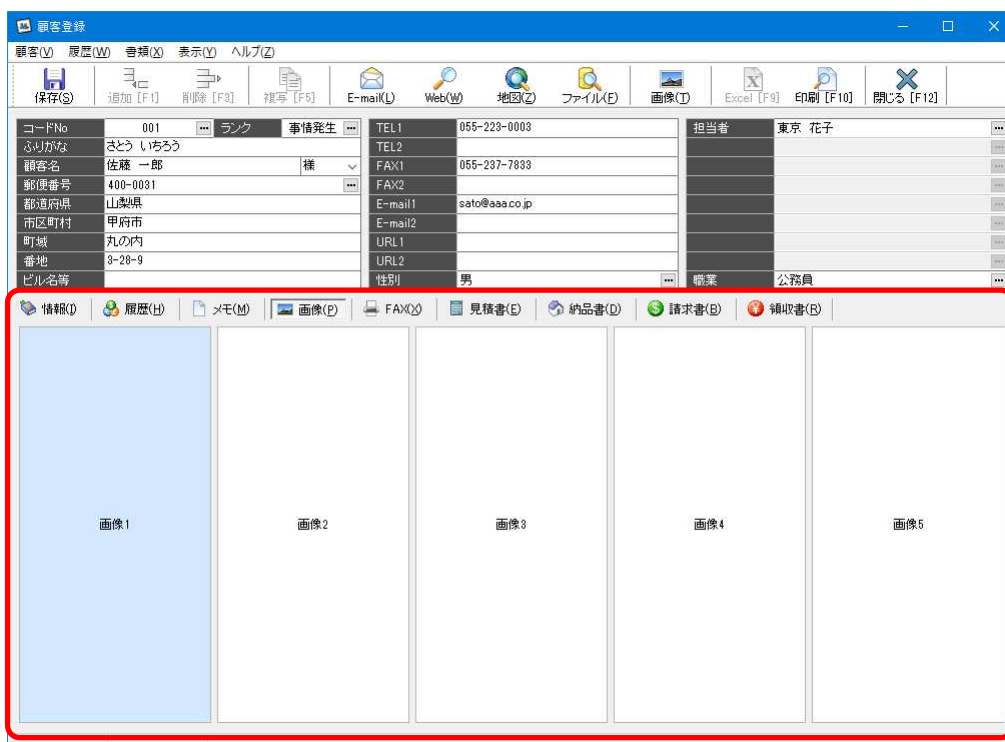 顧客登録
顧客(V) 履歴(W) 書類(X) 表示(Y) ヘルプ(Z)
保存(S) 追加 [F1] 削除 [F3] 複写 [F5] E-mail(L) Web(W) 地図(Z) ファイル(F) 画像(T) Excel [F9] 印刷 [F10] 閉じる [F12]
コードNo 001 ランク 事情発生 TEL1 055-223-0003 担当者 東京 花子
ふりがな さとう いちろう TEL2
顧客名 佐藤 一郎 様 FAX1 055-237-7833
郵便番号 400-0031 FAX2
都道府県 山梨県 E-mail1 sato@aaa.co.jp
市区町村 甲府市 E-mail2
町域 丸の内 URL1
番地 3-28-9 URL2
ビル名等 性別 男 職業 公務員
情報(I) 履歴(H) メモ(M) 画像(P) FAX(X) 見積書(E) 納品書(D) 請求書(B) 領収書(R)
画像1 画像2 画像3 画像4 画像5